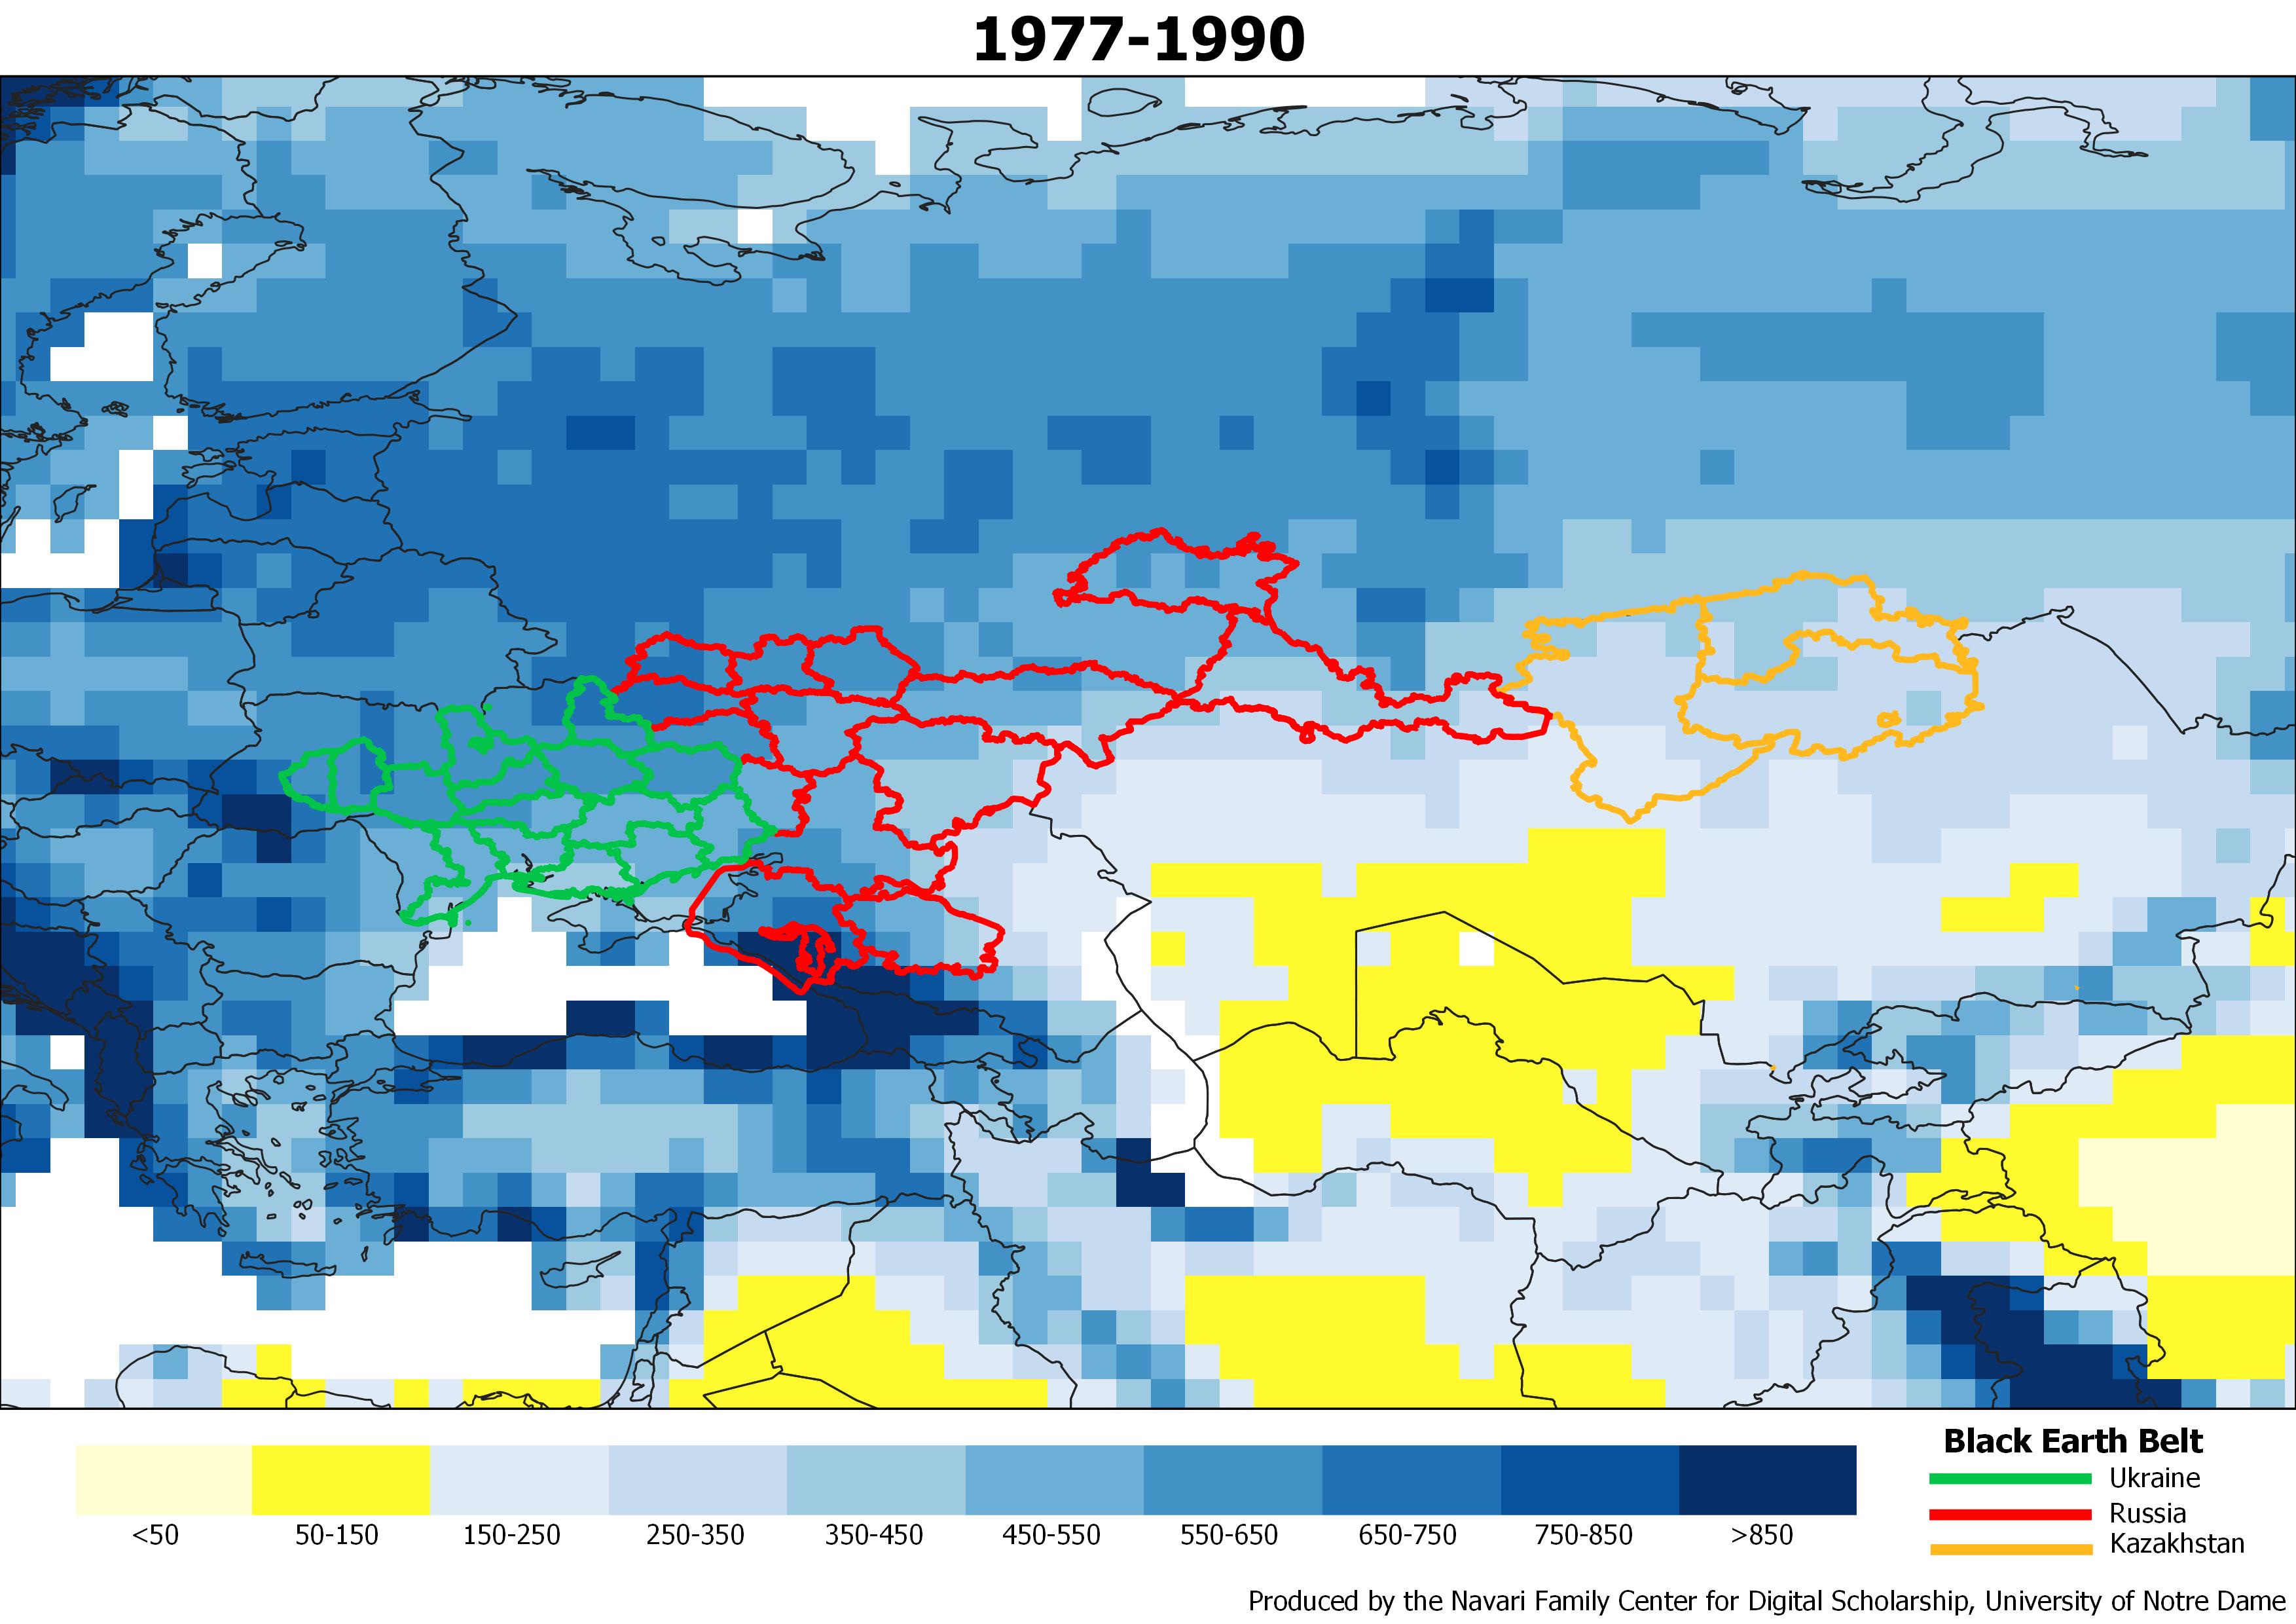 1977-1990
<50 50-150 150-250 250-350 350-450 450-550 550-650 650-750 750-850 >850
Black Earth Belt
Ukraine
Russia
Kazakhstan
Produced by the Navari Family Center for Digital Scholarship, University of Notre Dame